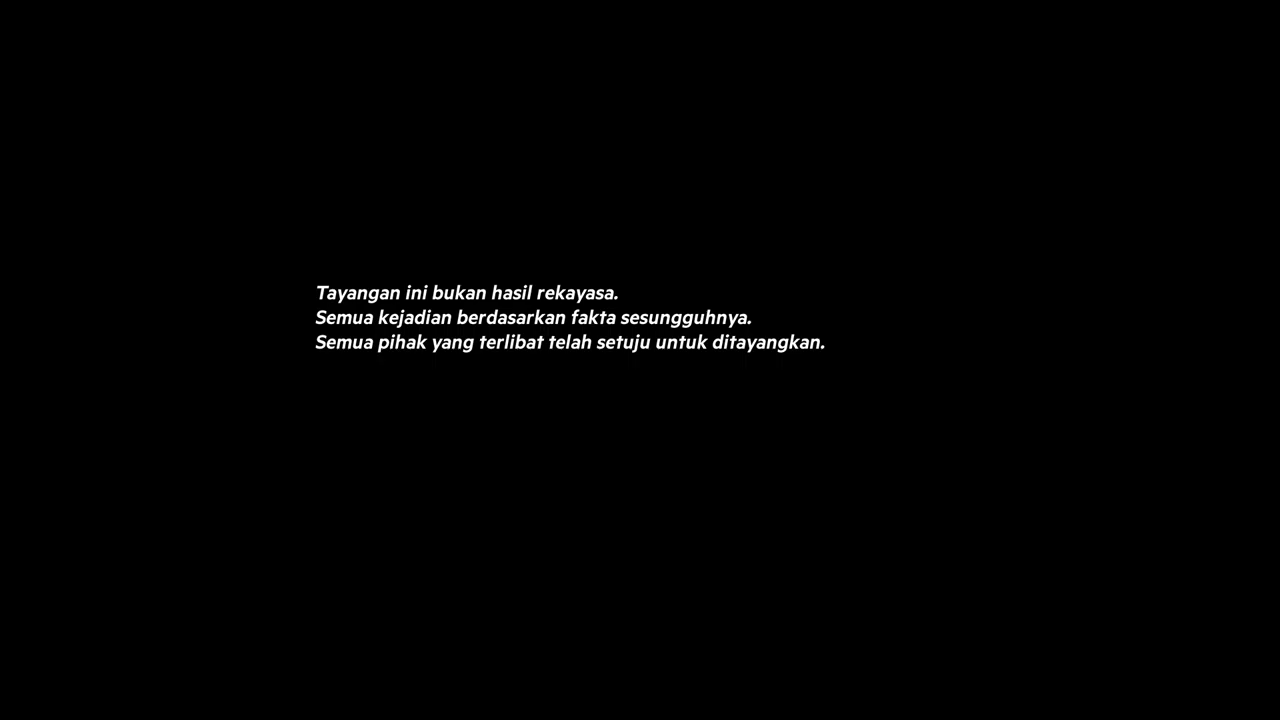 Tayangan ini bukan hasil rekayasa.
Semua kejadian berdasarkan fakta sesungguhnya.
Semua pihak yang terlibat telah setuju untuk ditayangkan.